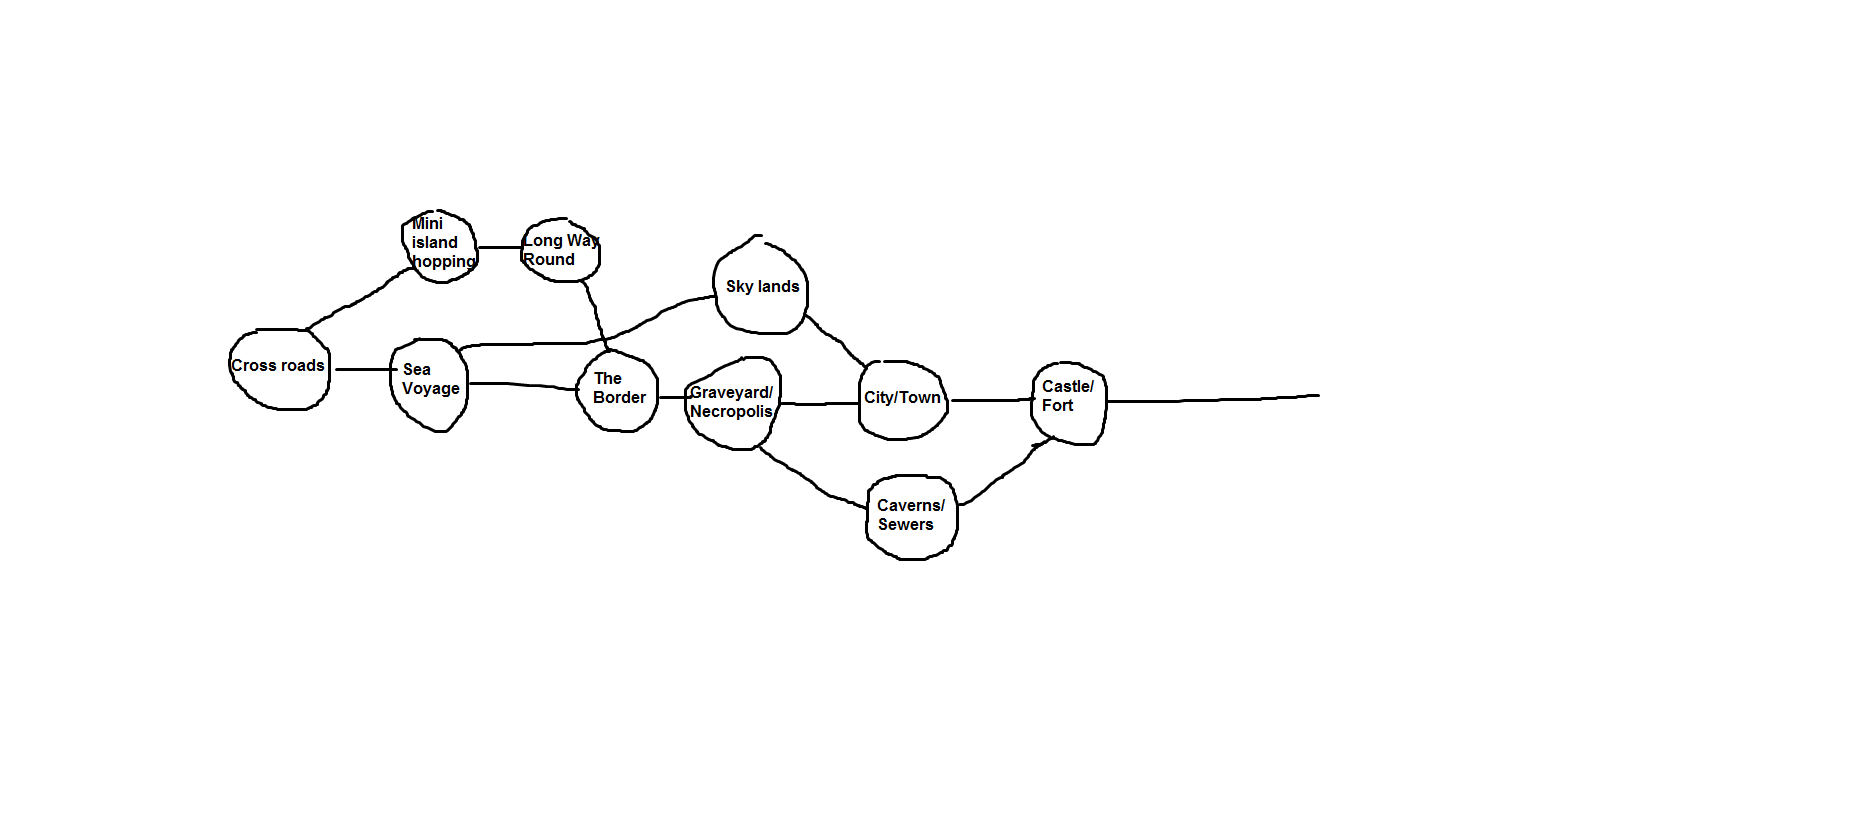 Mini
island
hopping
Long Way
Round
Sky lands
Cross roads
Sea
Voyage
The
Border
Graveyard/
Necropolis
City/Town
Castle/
Fort
Caverns/
Sewers